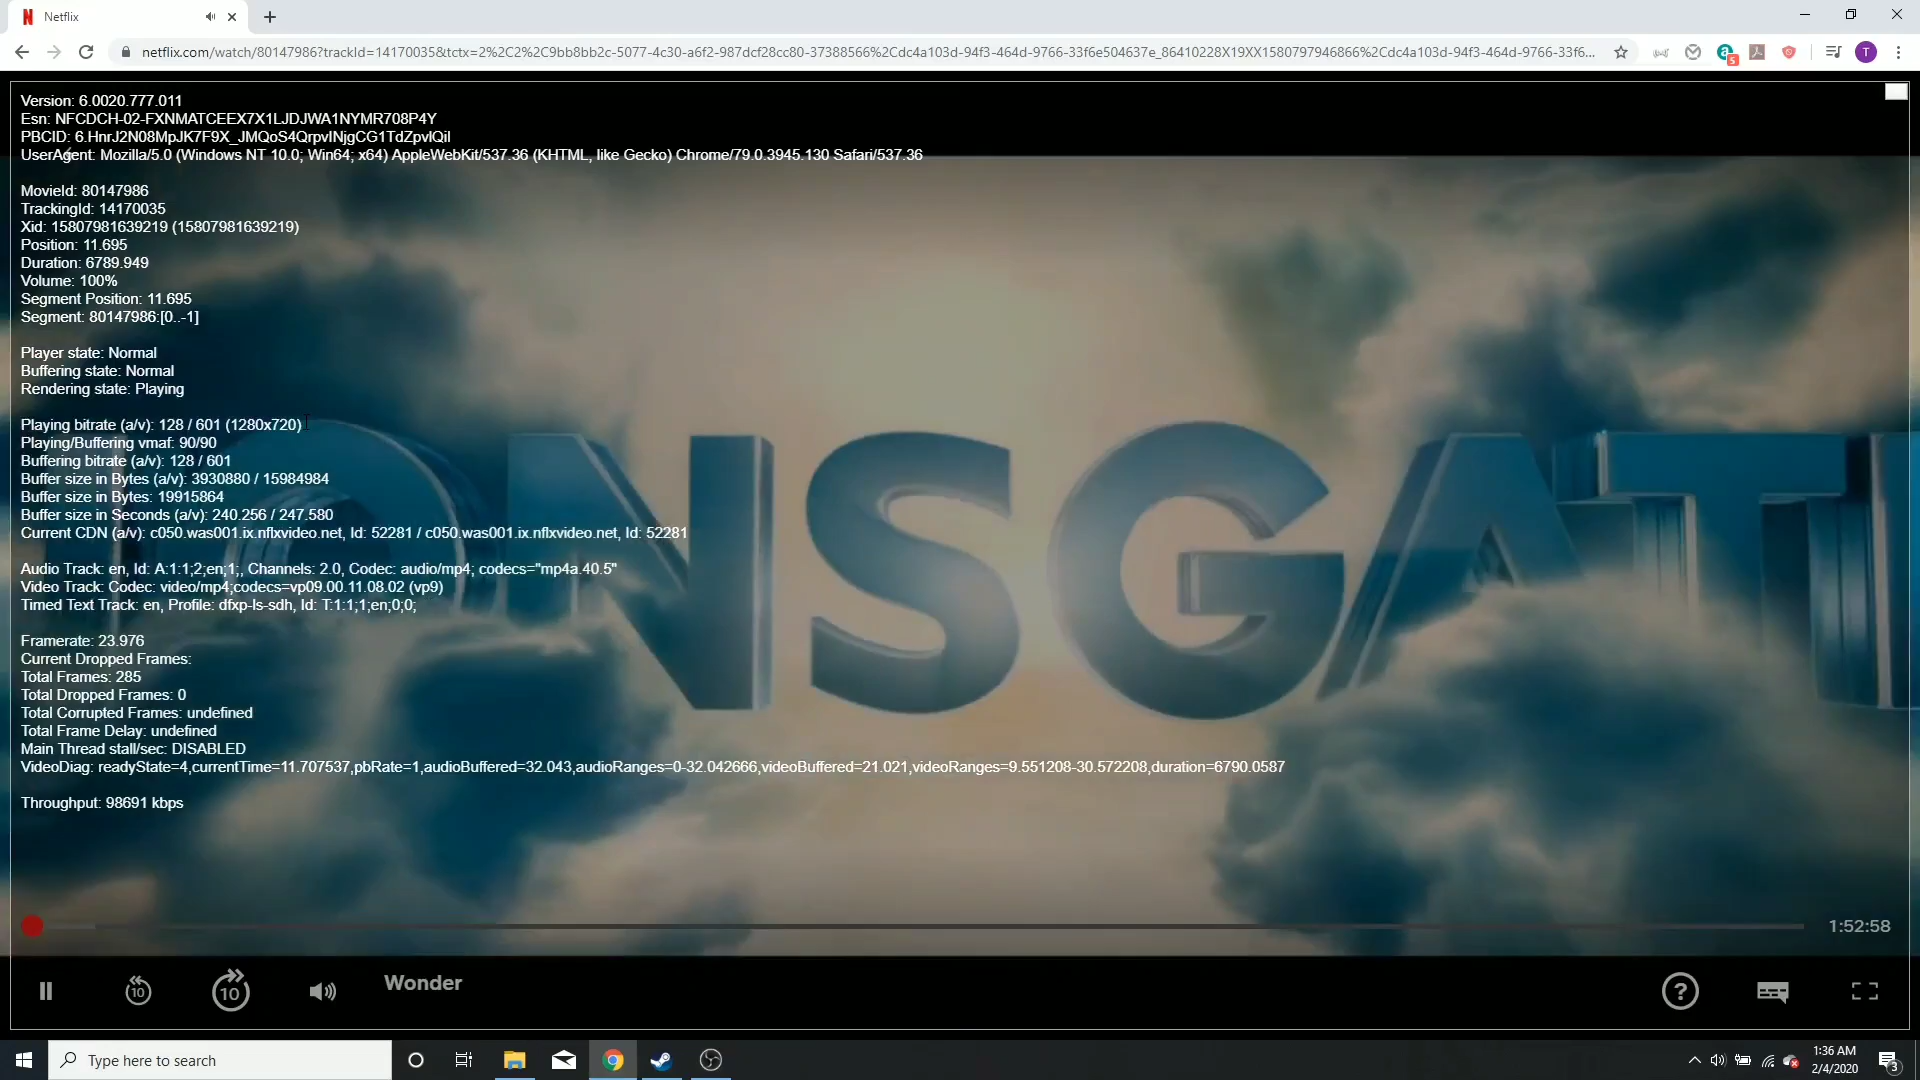 Netflix
netflix.com/watch/80147986?trackId=14170035&tctx=2%2C2%2C9bb8bb2c-5077-4c30-a6f2-987dcf28cc80-37388566%2Cdc4a103d-94f3-464d-9766-33f6e504637e_86410228X19XX1580797946866%2Cdc4a103d-94f3-464d-9766-33f6...
5
T
Version: 6.0020.777.011
Esn: NFCDCH-02-FXNMATCEEX7X1LJDJWA1NYMR708P4Y
PBCID: 6.HnrJ2N08MpJK7F9X_JMQoS4QrpvINjgCG1TdZpvlQil
UserAgent: Mozilla/5.0 (Windows NT 10.0; Win64; x64) AppleWebKit/537.36 (KHTML, like Gecko) Chrome/79.0.3945.130 Safari/537.36
MovieId: 80147986
TrackingId: 14170035
Xid: 15807981639219 (15807981639219)
Position: 11.695
Duration: 6789.949
Volume: 100%
Segment Position: 11.695
Segment: 80147986:[0..-1]
Player state: Normal
Buffering state: Normal
Rendering state: Playing
Playing bitrate (a/v): 128 / 601 (1280x720)
Playing/Buffering vmaf: 90/90
Buffering bitrate (a/v): 128 / 601
Buffer size in Bytes (a/v): 3930880 / 15984984
Buffer size in Bytes: 19915864
Buffer size in Seconds (a/v): 240.256 / 247.580
Current CDN (a/v): c050.was001.ix.nflxvideo.net, Id: 52281 / c050.was001.ix.nflxvideo.net, Id: 52281
Audio Track: en, Id: A:1:1;2;en;1;, Channels: 2.0, Codec: audio/mp4; codecs="mp4a.40.5"
Video Track: Codec: video/mp4;codecs=vp09.00.11.08.02 (vp9)
Timed Text Track: en, Profile: dfxp-ls-sdh, Id: T:1:1;1;en;0;0;
Framerate: 23.976
Current Dropped Frames:
Total Frames: 285
Total Dropped Frames: 0
Total Corrupted Frames: undefined
Total Frame Delay: undefined
Main Thread stall/sec: DISABLED
VideoDiag: readyState=4,currentTime=11.707537,pbRate=1,audioBuffered=32.043,audioRanges=0-32.042666,videoBuffered=21.021,videoRanges=9.551208-30.572208,duration=6790.0587
Throughput: 98691 kbps
ONSGAT
1:52:58
10
10
Wonder
?
Type here to search
1:36 AM
2/4/2020
3